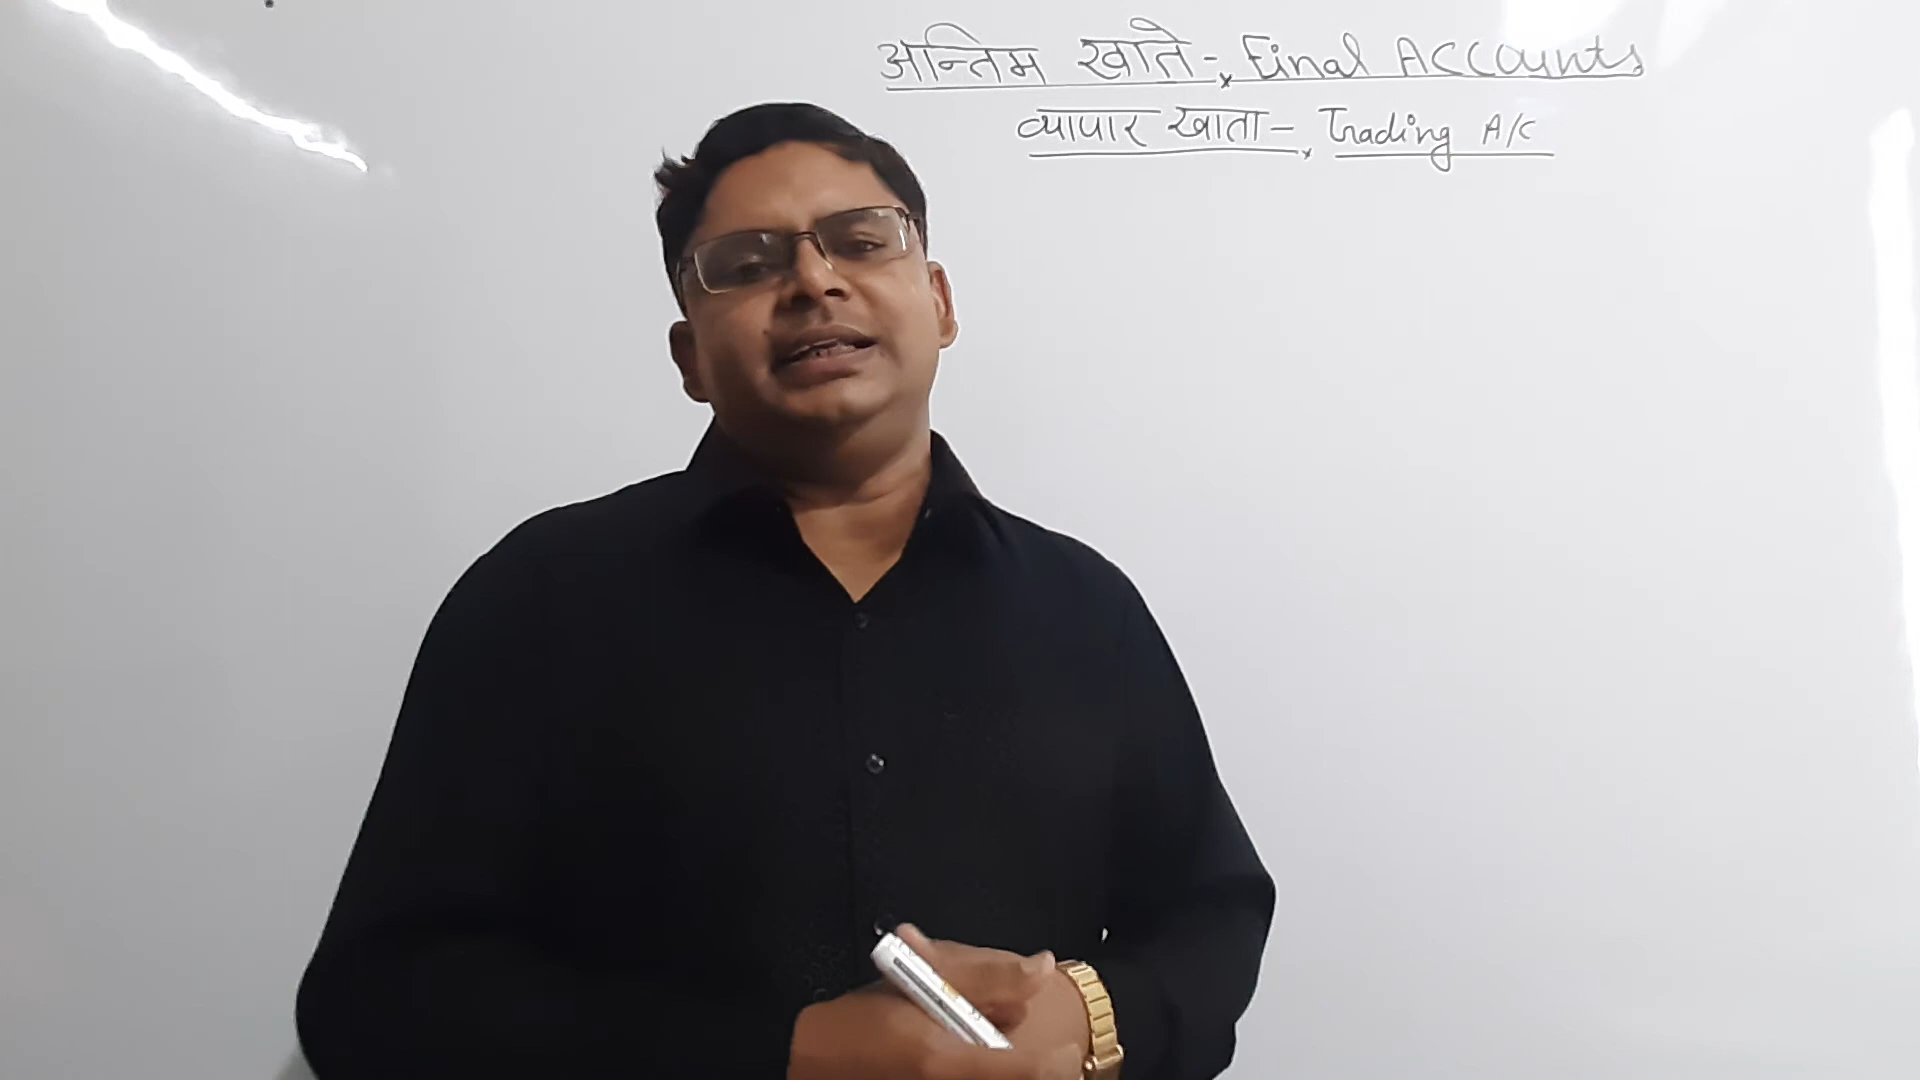 अन्तिम खाते -, Final Accounts
व्यापार खाता -, Trading A/c